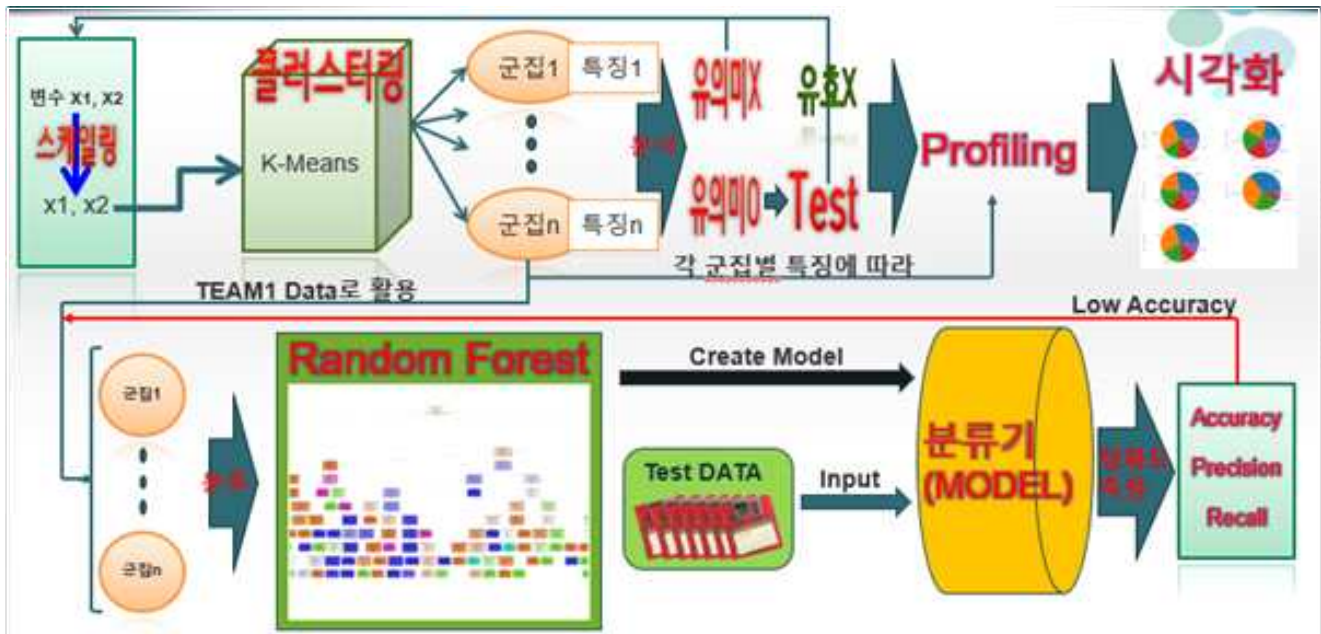 변수 X1, X2
스케일링
x1, x2
클러스터링
K-Means
군집1 특징1
군집n 특징n
유의미X 유효X
유의미O Test
Profiling
시각화
각 군집별 특징에 따라
TEAM1 Data로 활용
Low Accuracy
군집1
군집n
Random Forest
Create Model
Test DATA
Input
분류기
(MODEL)
Accuracy
Precision
Recall